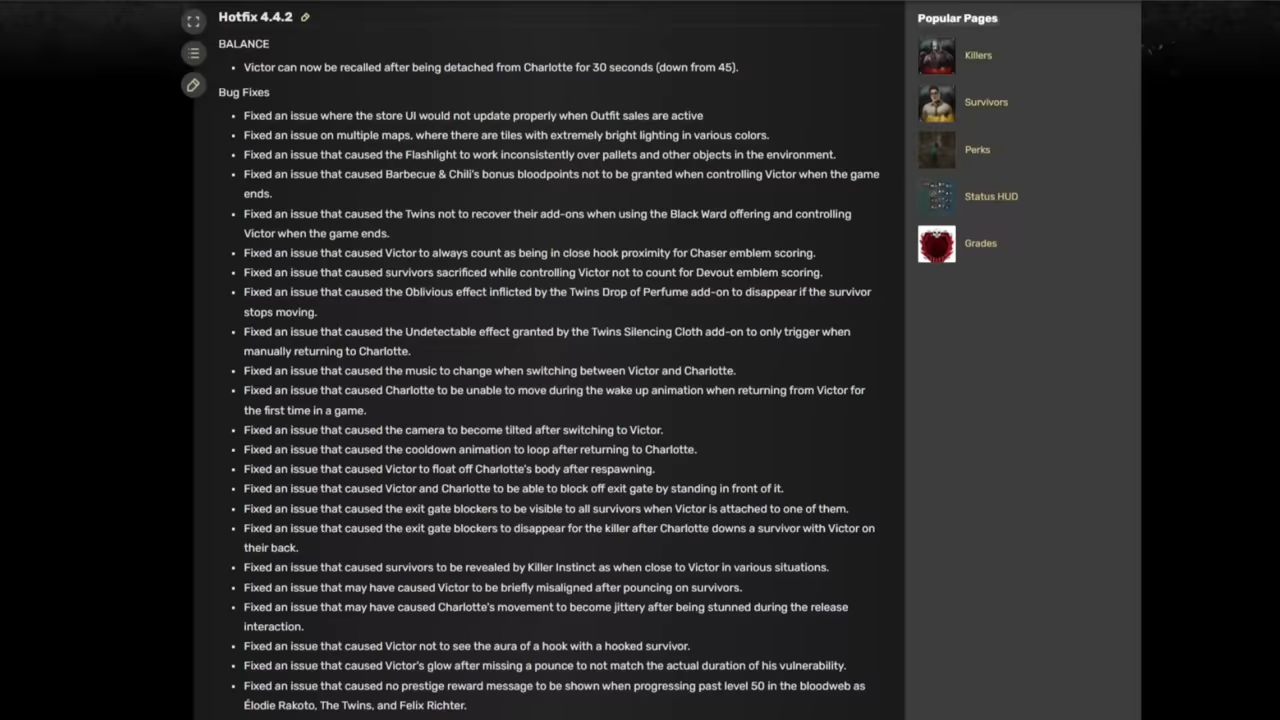 Hotfix 4.4.2
BALANCE
Victor can now be recalled after being detached from Charlotte for 30 seconds (down from 45).
Bug Fixes
Fixed an issue where the store UI would not update properly when Outfit sales are active
Fixed an issue on multiple maps, where there are tiles with extremely bright lighting in various colors.
Fixed an issue that caused the Flashlight to work inconsistently over pallets and other objects in the environment.
Fixed an issue that caused Barbecue & Chili's bonus bloodpoints not to be granted when controlling Victor when the game
ends.
Fixed an issue that caused the Twins not to recover their add-ons when using the Black Ward offering and controlling
Victor when the game ends.
Fixed an issue that caused Victor to always count as being in close hook proximity for Chaser emblem scoring.
Fixed an issue that caused survivors sacrificed while controlling Victor not to count for Devout emblem scoring.
Fixed an issue that caused the Oblivious effect inflicted by the Twins Drop of Perfume add-on to disappear if the survivor
stops moving.
Fixed an issue that caused the Undetectable effect granted by the Twins Silencing Cloth add-on to only trigger when
manually returning to Charlotte.
Fixed an issue that caused the music to change when switching between Victor and Charlotte.
Fixed an issue that caused Charlotte to be unable to move during the wake up animation when returning from Victor for
the first time in a game.
Fixed an issue that caused the camera to become tilted after switching to Victor.
Fixed an issue that caused the cooldown animation to loop after returning to Charlotte.
Fixed an issue that caused Victor to float off Charlotte's body after respawning.
Fixed an issue that caused Victor and Charlotte to be able to block off exit gate by standing in front of it.
Fixed an issue that caused the exit gate blockers to be visible to all survivors when Victor is attached to one of them.
Fixed an issue that caused the exit gate blockers to disappear for the killer after Charlotte downs a survivor with Victor on
their back.
Fixed an issue that caused survivors to be revealed by Killer Instinct as when close to Victor in various situations.
Fixed an issue that may have caused Victor to be briefly misaligned after pouncing on survivors.
Fixed an issue that may have caused Charlotte's movement to become jittery after being stunned during the release
interaction.
Fixed an issue that caused Victor not to see the aura of a hook with a hooked survivor.
Fixed an issue that caused Victor's glow after missing a pounce to not match the actual duration of his vulnerability.
Fixed an issue that caused no prestige reward message to be shown when progressing past level 50 in the bloodweb as
Élodie Rakoto, The Twins, and Felix Richter.
Popular Pages
Killers
Survivors
Perks
Status HUD
Grades